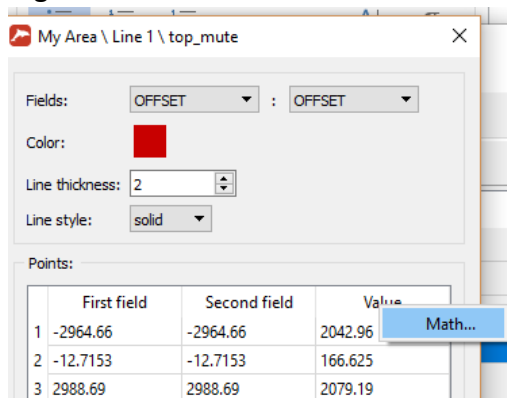 My Area \ Line 1 \ top_mute
Fields: OFFSET : OFFSET
Color:
Line thickness: 2
Line style: solid
Points:
First field Second field Value
1 -2964.66 -2964.66 2042.96
Math...
2 -12.7153 -12.7153 166.625
3 2988.69 2988.69 2079.19